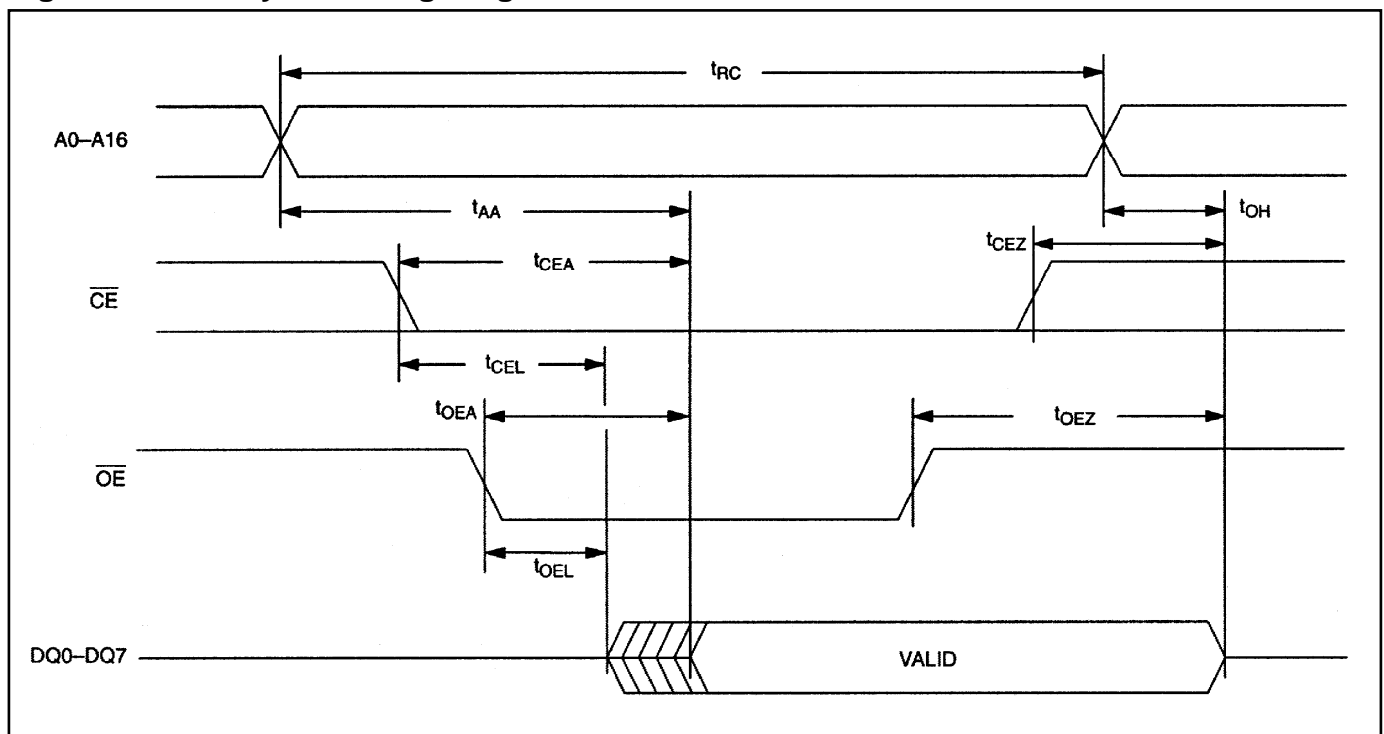 tRC
A0–A16
tAA
tOH
tCEZ
tCEA
CE
tCEL
tOEA
tOEZ
OE
tOEL
DQ0–DQ7
VALID